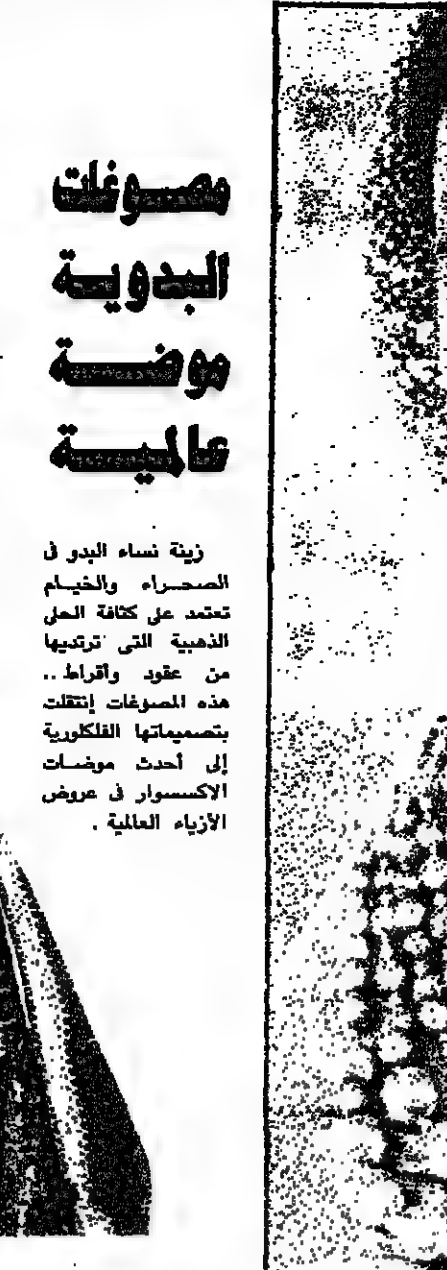 مصوغات
البدوية
موضة
عالمية
زينة نساء البدو فى
الصحراء والخيام
تعتمد على كثافة الحلى
الذهبية التى ترتديها
من عقود وأقراط ..
هذه المصوغات إنتقلت
بتصميماتها الفلكلورية
إلى أحدث موضات
الاكسسوار فى عروض
الأزياء العالمية .